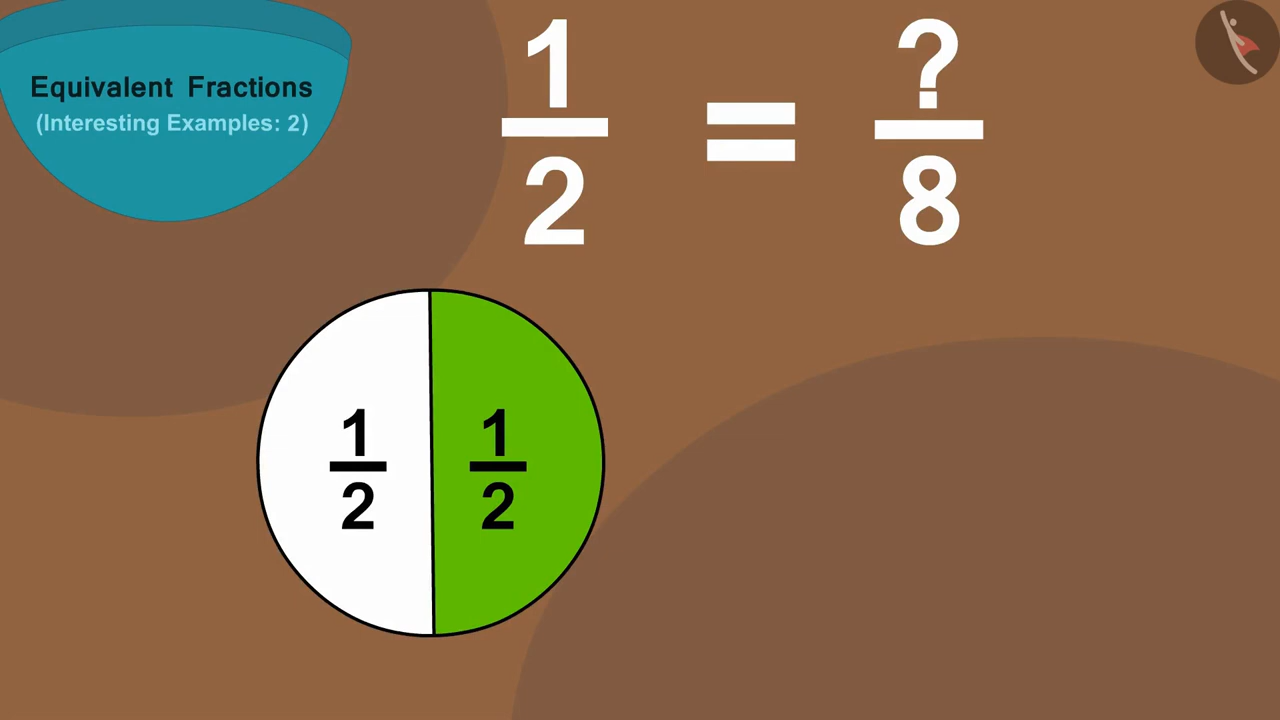 Equivalent Fractions
(Interesting Examples: 2)
1/2 = ?/8
1/2 1/2